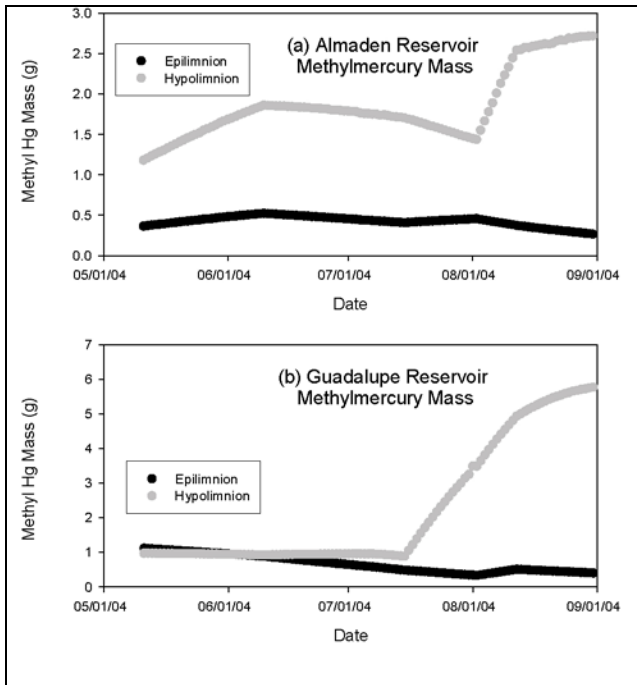 (a) Almaden Reservoir
Methylmercury Mass
Epilimnion
Hypolimnion
Methyl Hg Mass (g)
3.0
2.5
2.0
1.5
1.0
0.5
0.0
05/01/04 06/01/04 07/01/04 08/01/04 09/01/04
Date
(b) Guadalupe Reservoir
Methylmercury Mass
Epilimnion
Hypolimnion
Methyl Hg Mass (g)
7
6
5
4
3
2
1
0
05/01/04 06/01/04 07/01/04 08/01/04 09/01/04
Date